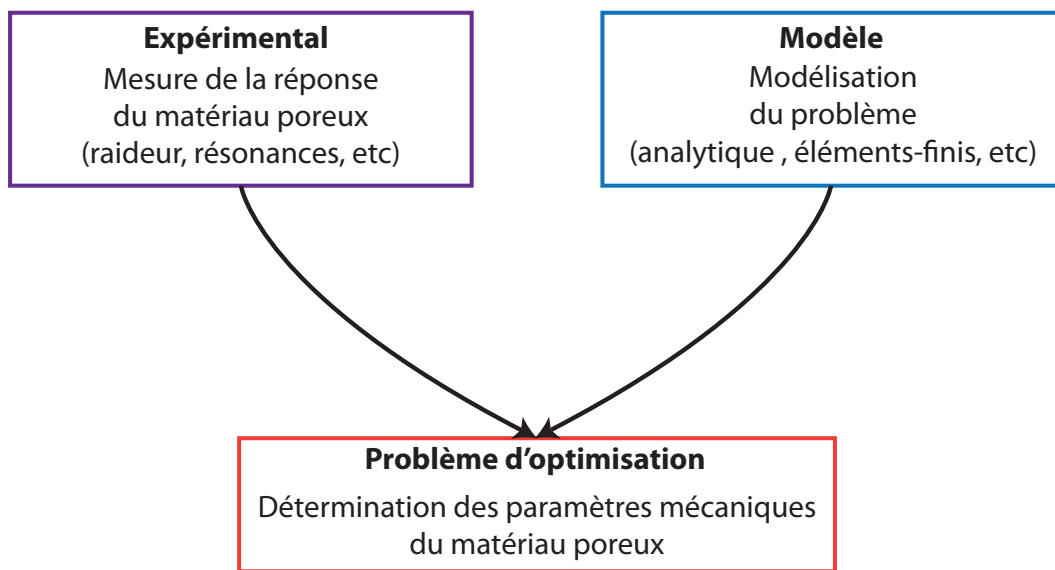 Expérimental
Mesure de la réponse
du matériau poreux
(raideur, résonances, etc)
Modèle
Modélisation
du problème
(analytique , éléments-finis, etc)
Problème d'optimisation
Détermination des paramètres mécaniques
du matériau poreux